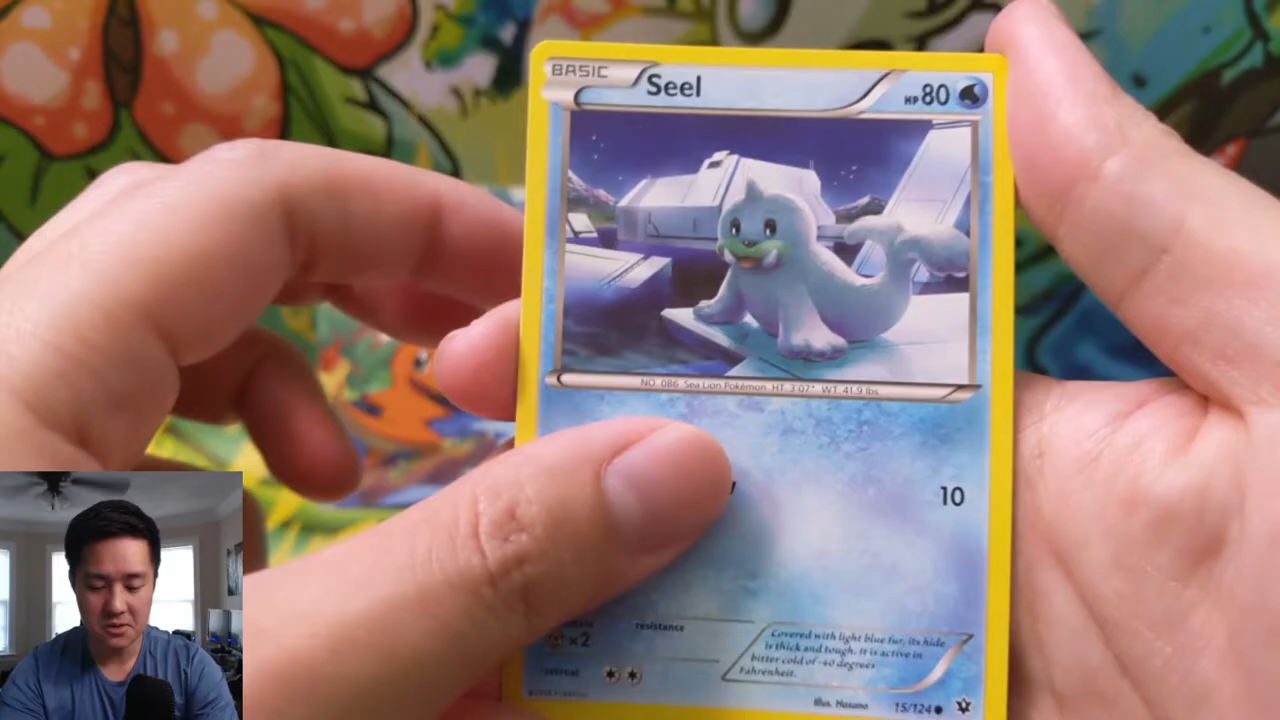 BASIC Seel HP 80
NO. 086 Sea Lion Pokémon HT 3'07" WT 41.9 lbs
10
×2 resistance
Covered with light blue fur, its hide
is thick and tough. It is active in
bitter cold of -40 degrees
Fahrenheit.
retreat
Illus. Hasuno 15/124